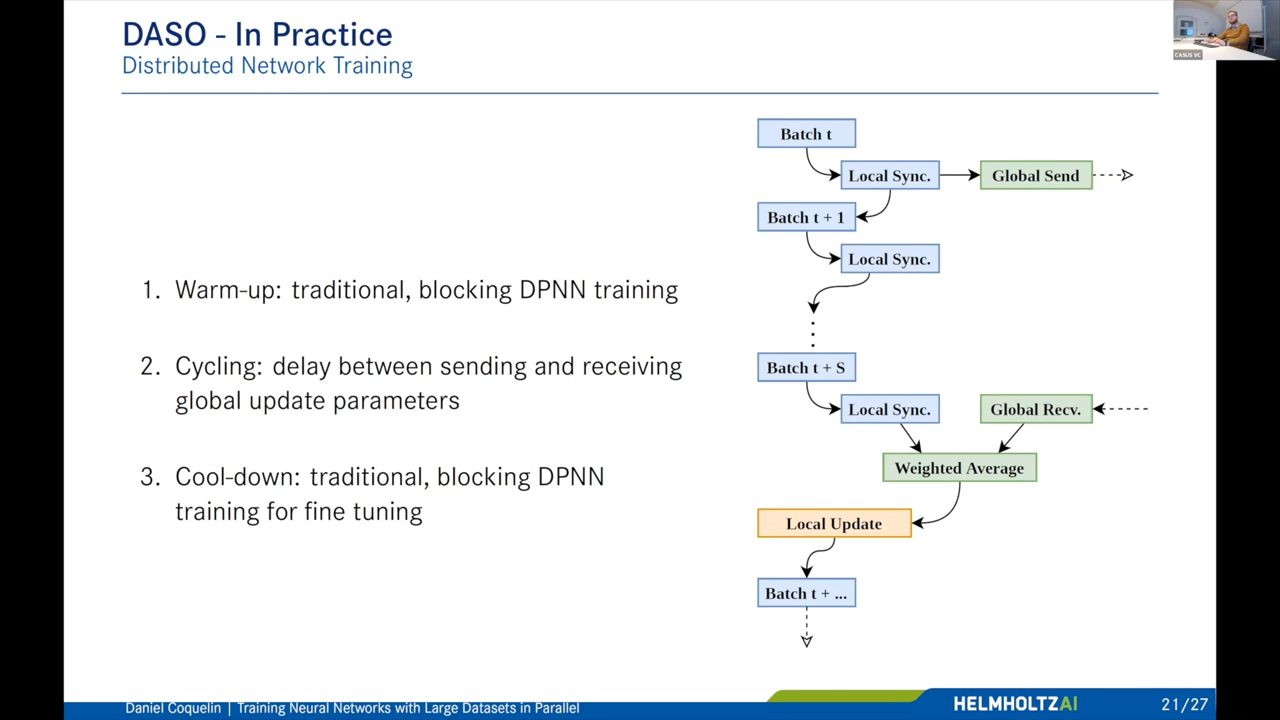 DASO - In Practice
Distributed Network Training
CASUS VC
1. Warm-up: traditional, blocking DPNN training
2. Cycling: delay between sending and receiving
global update parameters
3. Cool-down: traditional, blocking DPNN
training for fine tuning
Batch t
Local Sync.
Global Send
Batch t + 1
Local Sync.
Batch t + S
Local Sync.
Global Recv.
Weighted Average
Local Update
Batch t + ...
Daniel Coquelin | Training Neural Networks with Large Datasets in Parallel
HELMHOLTZAI
21/27